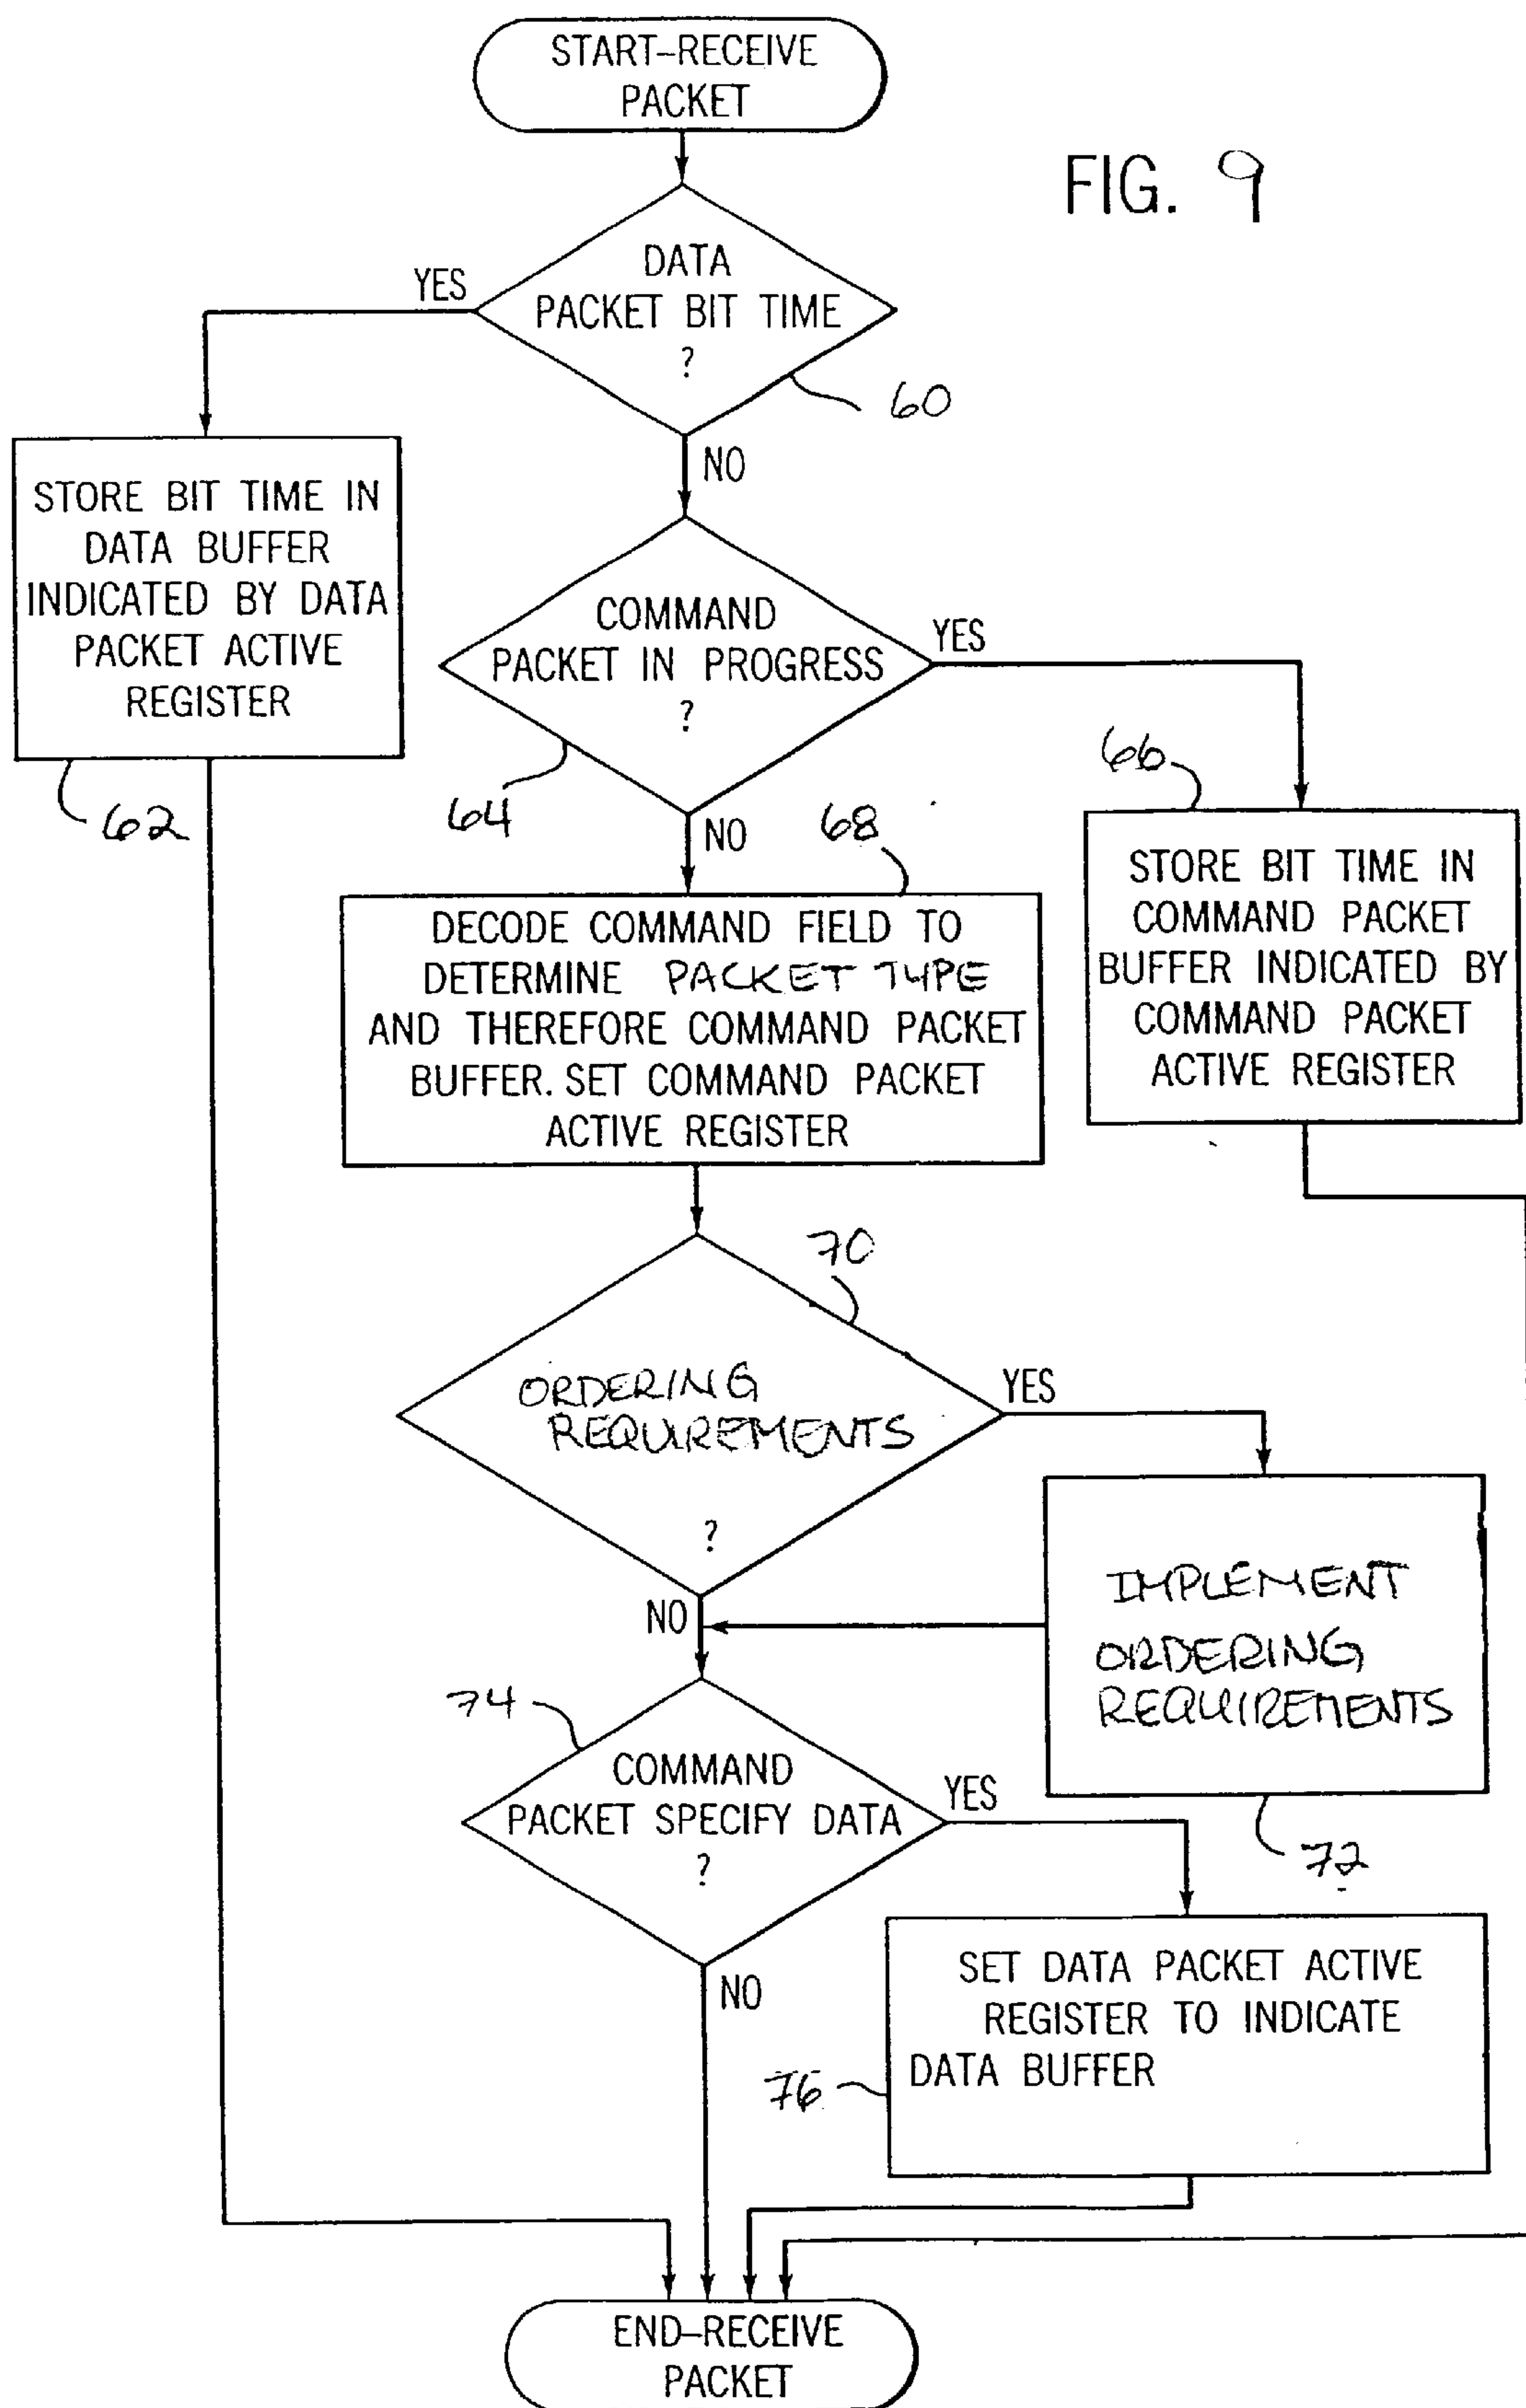 START-RECEIVE
PACKET
FIG. 9
DATA
PACKET BIT TIME
?
YES
60
NO
STORE BIT TIME IN
DATA BUFFER
INDICATED BY DATA
PACKET ACTIVE
REGISTER
62
COMMAND
PACKET IN PROGRESS
?
YES
64
NO
66
STORE BIT TIME IN
COMMAND PACKET
BUFFER INDICATED BY
COMMAND PACKET
ACTIVE REGISTER
68
DECODE COMMAND FIELD TO
DETERMINE PACKET TYPE
AND THEREFORE COMMAND PACKET
BUFFER. SET COMMAND PACKET
ACTIVE REGISTER
70
ORDERING
REQUIREMENTS
?
YES
NO
IMPLEMENT
ORDERING
REQUIREMENTS
72
74
COMMAND
PACKET SPECIFY DATA
?
YES
NO
SET DATA PACKET ACTIVE
REGISTER TO INDICATE
DATA BUFFER
76
END-RECEIVE
PACKET